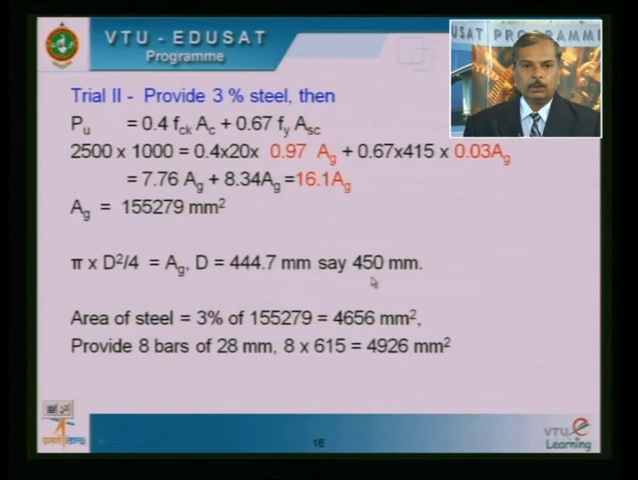 VTU - EDUSAT
Programme
USAT PROGRAMME
Trial II - Provide 3 % steel, then
Pu = 0.4 fck Ac + 0.67 fy Asc
2500 x 1000 = 0.4x20x 0.97 Ag + 0.67x415 x 0.03Ag
= 7.76 Ag + 8.34Ag =16.1Ag
Ag = 155279 mm2
π x D2/4 = Ag, D = 444.7 mm say 450 mm.
Area of steel = 3% of 155279 = 4656 mm2,
Provide 8 bars of 28 mm, 8 x 615 = 4926 mm2
16
VTU e
Learning